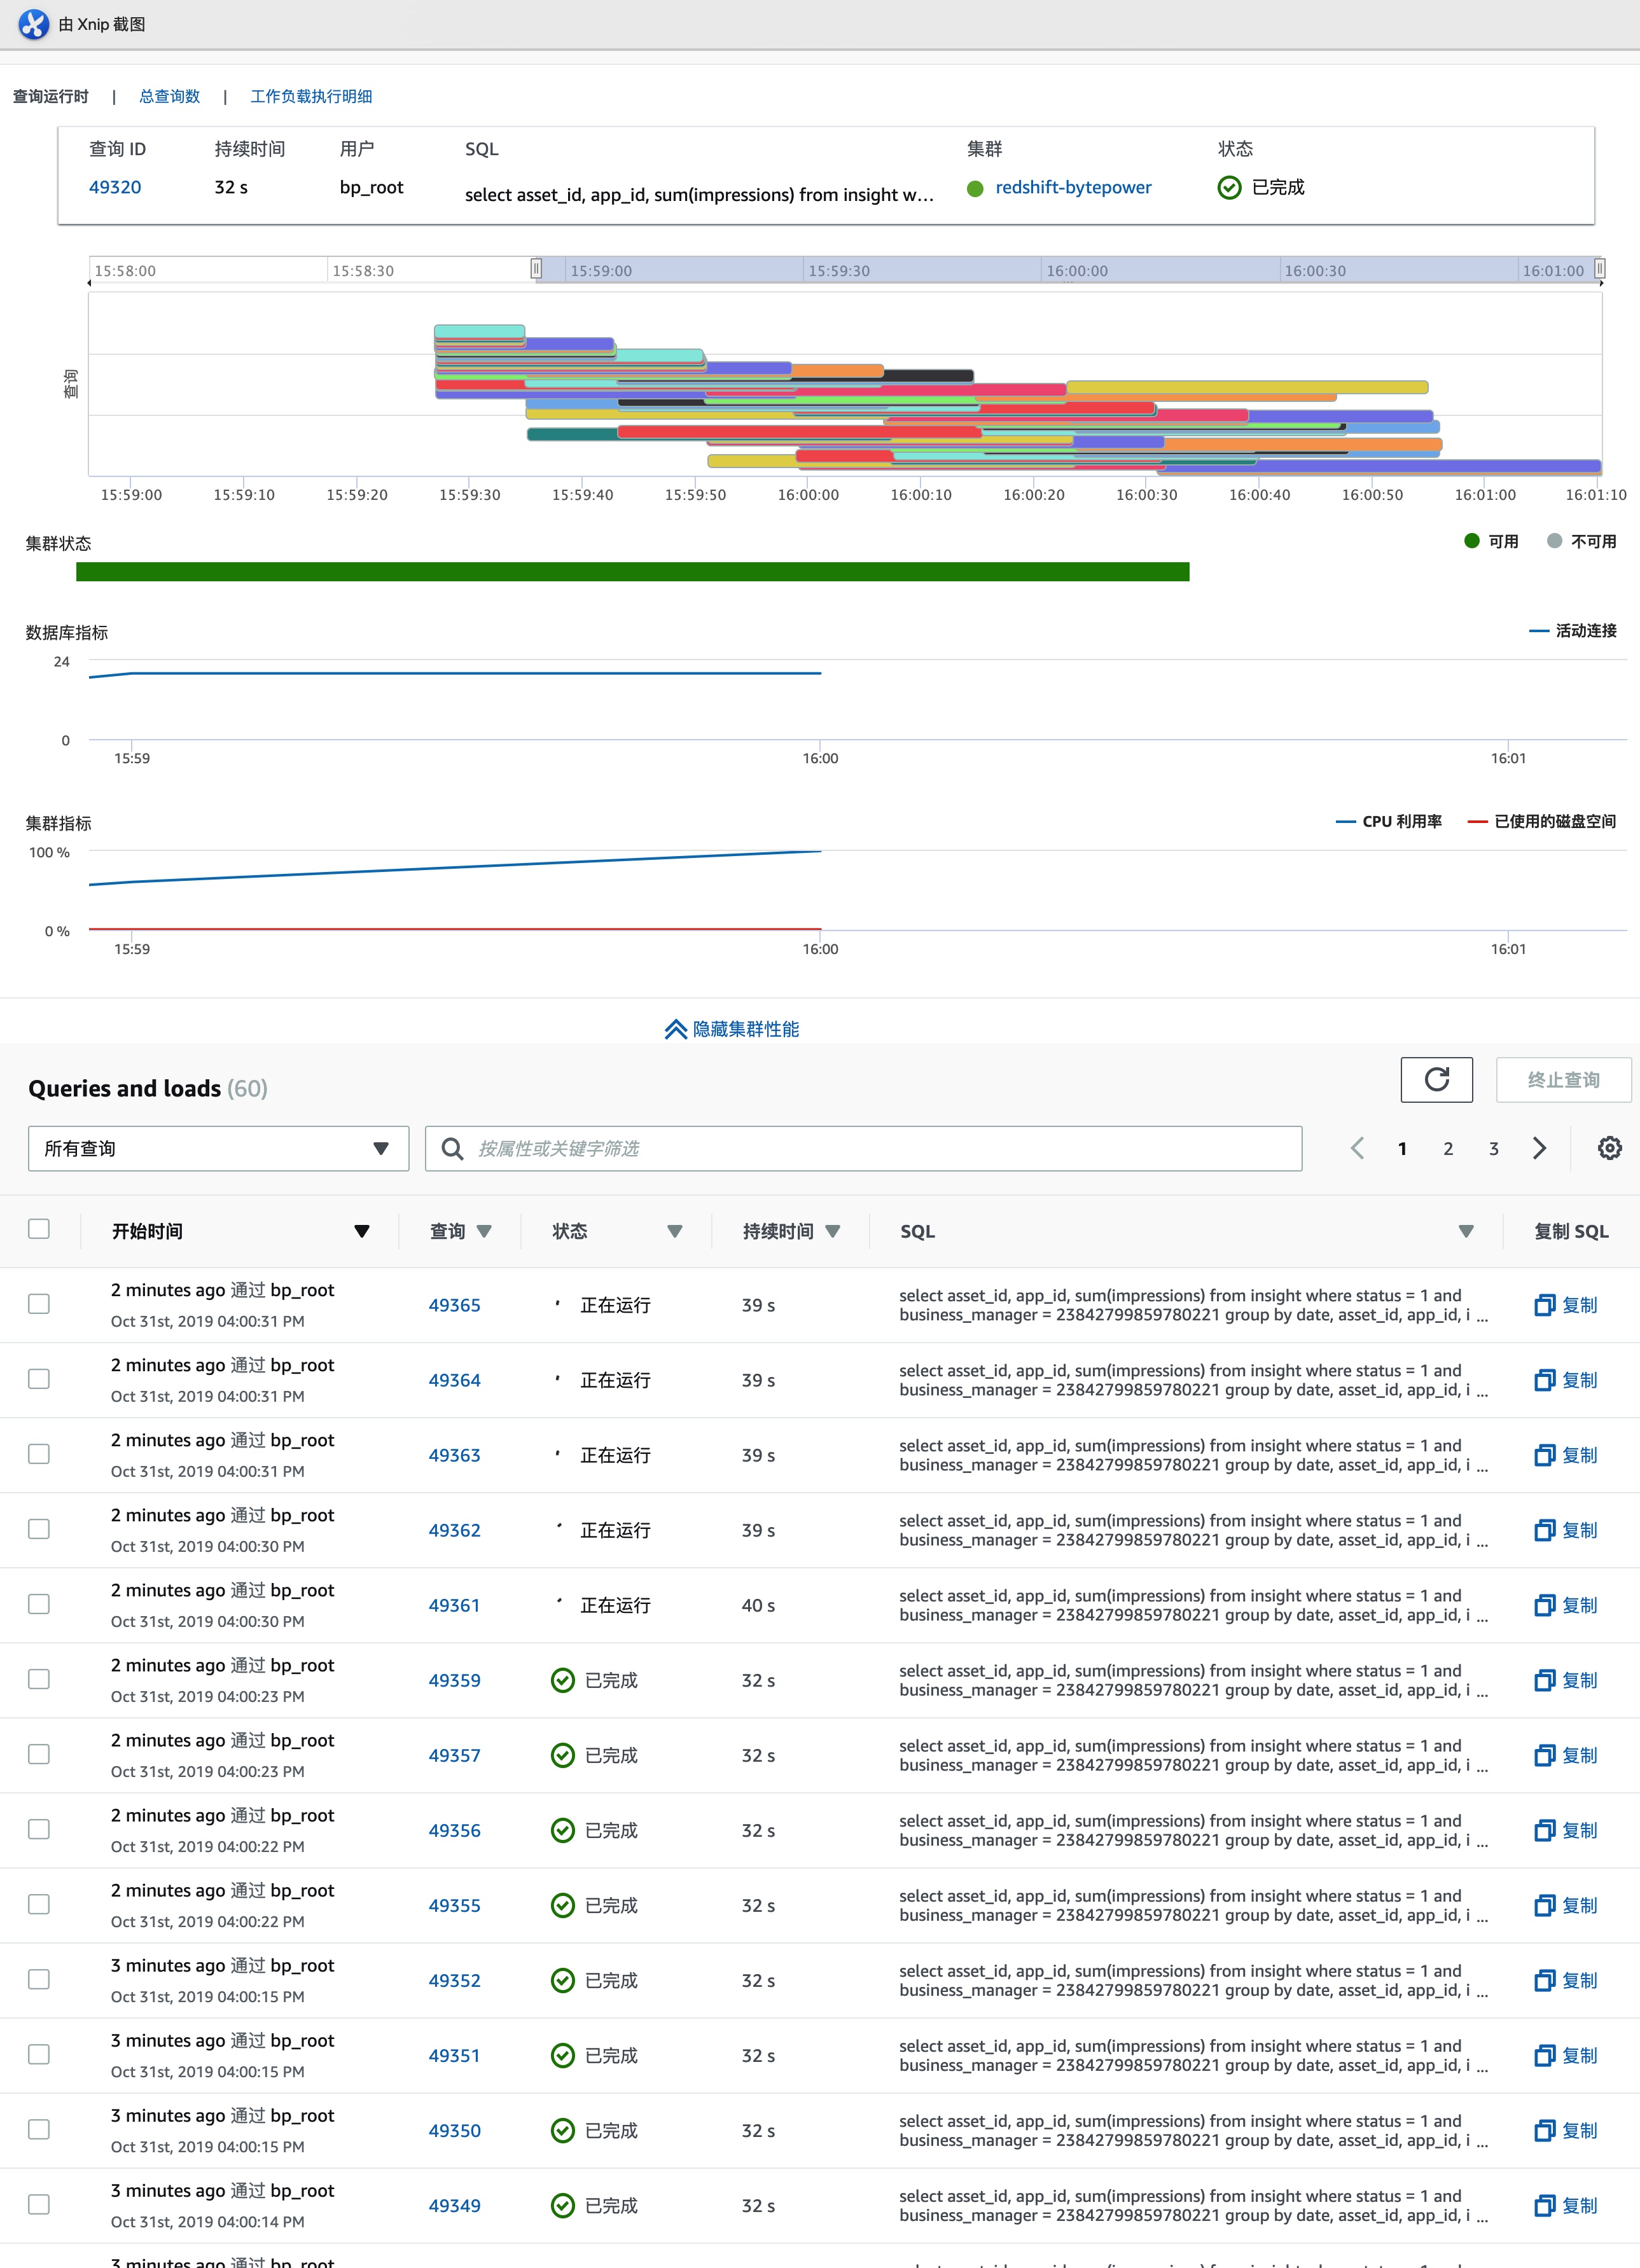 由 Xnip 截图
查询运行时 | 总查询数 | 工作负载执行明细
查询 ID 持续时间 用户 SQL 集群 状态
49320 32 s bp_root select asset_id, app_id, sum(impressions) from insight w... redshift-bytepower 已完成
15:58:00 15:58:30 15:59:00 15:59:30 16:00:00 16:00:30 16:01:00
查询
15:59:00 15:59:10 15:59:20 15:59:30 15:59:40 15:59:50 16:00:00 16:00:10 16:00:20 16:00:30 16:00:40 16:00:50 16:01:00 16:01:10
集群状态 可用 不可用
数据库指标 活动连接
24
0
15:59 16:00 16:01
集群指标 CPU 利用率 已使用的磁盘空间
100 %
0 %
15:59 16:00 16:01
隐藏集群性能
Queries and loads (60) 终止查询
所有查询 按属性或关键字筛选 1 2 3
开始时间 查询 状态 持续时间 SQL 复制 SQL
2 minutes ago 通过 bp_root
Oct 31st, 2019 04:00:31 PM
49365 正在运行 39 s
select asset_id, app_id, sum(impressions) from insight where status = 1 and
business_manager = 23842799859780221 group by date, asset_id, app_id, i ...
复制
2 minutes ago 通过 bp_root
Oct 31st, 2019 04:00:31 PM
49364 正在运行 39 s
select asset_id, app_id, sum(impressions) from insight where status = 1 and
business_manager = 23842799859780221 group by date, asset_id, app_id, i ...
复制
2 minutes ago 通过 bp_root
Oct 31st, 2019 04:00:31 PM
49363 正在运行 39 s
select asset_id, app_id, sum(impressions) from insight where status = 1 and
business_manager = 23842799859780221 group by date, asset_id, app_id, i ...
复制
2 minutes ago 通过 bp_root
Oct 31st, 2019 04:00:30 PM
49362 正在运行 39 s
select asset_id, app_id, sum(impressions) from insight where status = 1 and
business_manager = 23842799859780221 group by date, asset_id, app_id, i ...
复制
2 minutes ago 通过 bp_root
Oct 31st, 2019 04:00:30 PM
49361 正在运行 40 s
select asset_id, app_id, sum(impressions) from insight where status = 1 and
business_manager = 23842799859780221 group by date, asset_id, app_id, i ...
复制
2 minutes ago 通过 bp_root
Oct 31st, 2019 04:00:23 PM
49359 已完成 32 s
select asset_id, app_id, sum(impressions) from insight where status = 1 and
business_manager = 23842799859780221 group by date, asset_id, app_id, i ...
复制
2 minutes ago 通过 bp_root
Oct 31st, 2019 04:00:23 PM
49357 已完成 32 s
select asset_id, app_id, sum(impressions) from insight where status = 1 and
business_manager = 23842799859780221 group by date, asset_id, app_id, i ...
复制
2 minutes ago 通过 bp_root
Oct 31st, 2019 04:00:22 PM
49356 已完成 32 s
select asset_id, app_id, sum(impressions) from insight where status = 1 and
business_manager = 23842799859780221 group by date, asset_id, app_id, i ...
复制
2 minutes ago 通过 bp_root
Oct 31st, 2019 04:00:22 PM
49355 已完成 32 s
select asset_id, app_id, sum(impressions) from insight where status = 1 and
business_manager = 23842799859780221 group by date, asset_id, app_id, i ...
复制
3 minutes ago 通过 bp_root
Oct 31st, 2019 04:00:15 PM
49352 已完成 32 s
select asset_id, app_id, sum(impressions) from insight where status = 1 and
business_manager = 23842799859780221 group by date, asset_id, app_id, i ...
复制
3 minutes ago 通过 bp_root
Oct 31st, 2019 04:00:15 PM
49351 已完成 32 s
select asset_id, app_id, sum(impressions) from insight where status = 1 and
business_manager = 23842799859780221 group by date, asset_id, app_id, i ...
复制
3 minutes ago 通过 bp_root
Oct 31st, 2019 04:00:15 PM
49350 已完成 32 s
select asset_id, app_id, sum(impressions) from insight where status = 1 and
business_manager = 23842799859780221 group by date, asset_id, app_id, i ...
复制
3 minutes ago 通过 bp_root
Oct 31st, 2019 04:00:14 PM
49349 已完成 32 s
select asset_id, app_id, sum(impressions) from insight where status = 1 and
business_manager = 23842799859780221 group by date, asset_id, app_id, i ...
复制
3 minutes ago 通过 bp_root